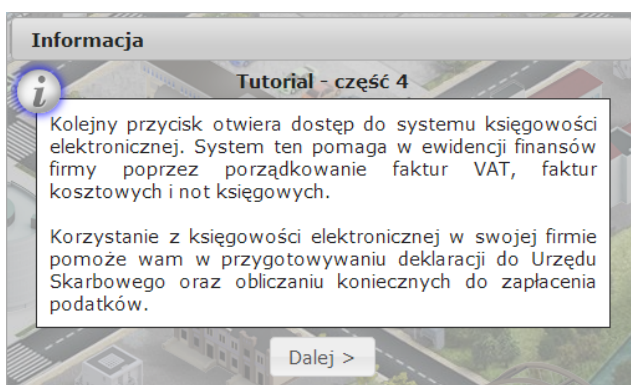 Informacja
Tutorial - część 4
Kolejny przycisk otwiera dostęp do systemu księgowości
elektronicznej. System ten pomaga w ewidencji finansów
firmy poprzez porządkowanie faktur VAT, faktur
kosztowych i not księgowych.
Korzystanie z księgowości elektronicznej w swojej firmie
pomoże wam w przygotowywaniu deklaracji do Urzędu
Skarbowego oraz obliczaniu koniecznych do zapłacenia
podatków.
Dalej >